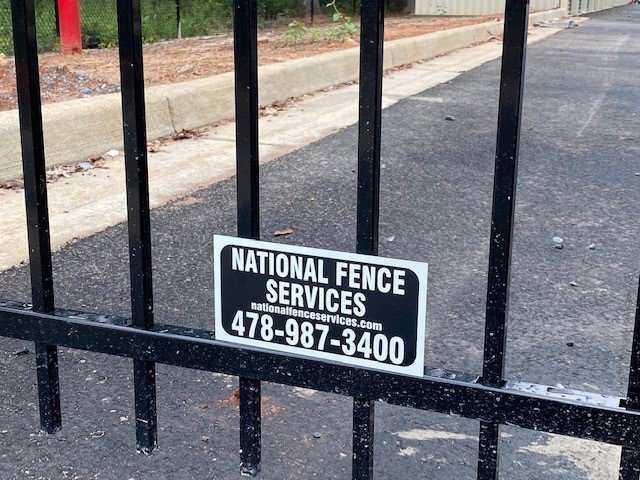 NATIONAL FENCE
SERVICES
nationalfenceservices.com
478-987-3400